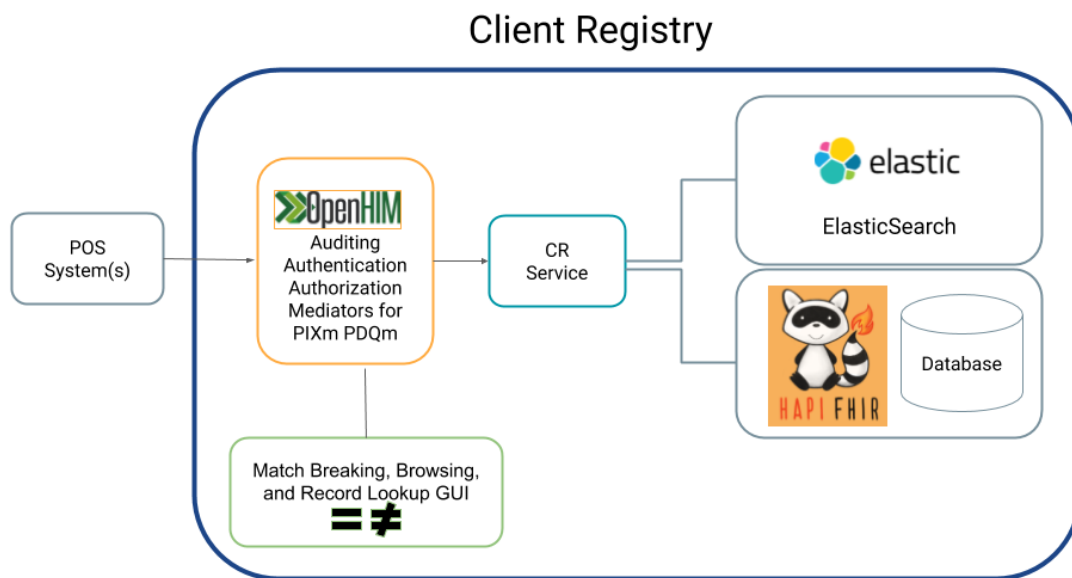 Client Registry
POS
System(s)
OpenHIM
Auditing
Authentication
Authorization
Mediators for
PIXm PDQm
CR
Service
elastic
ElasticSearch
HAPI FHIR
Database
Match Breaking, Browsing,
and Record Lookup GUI
= ≠